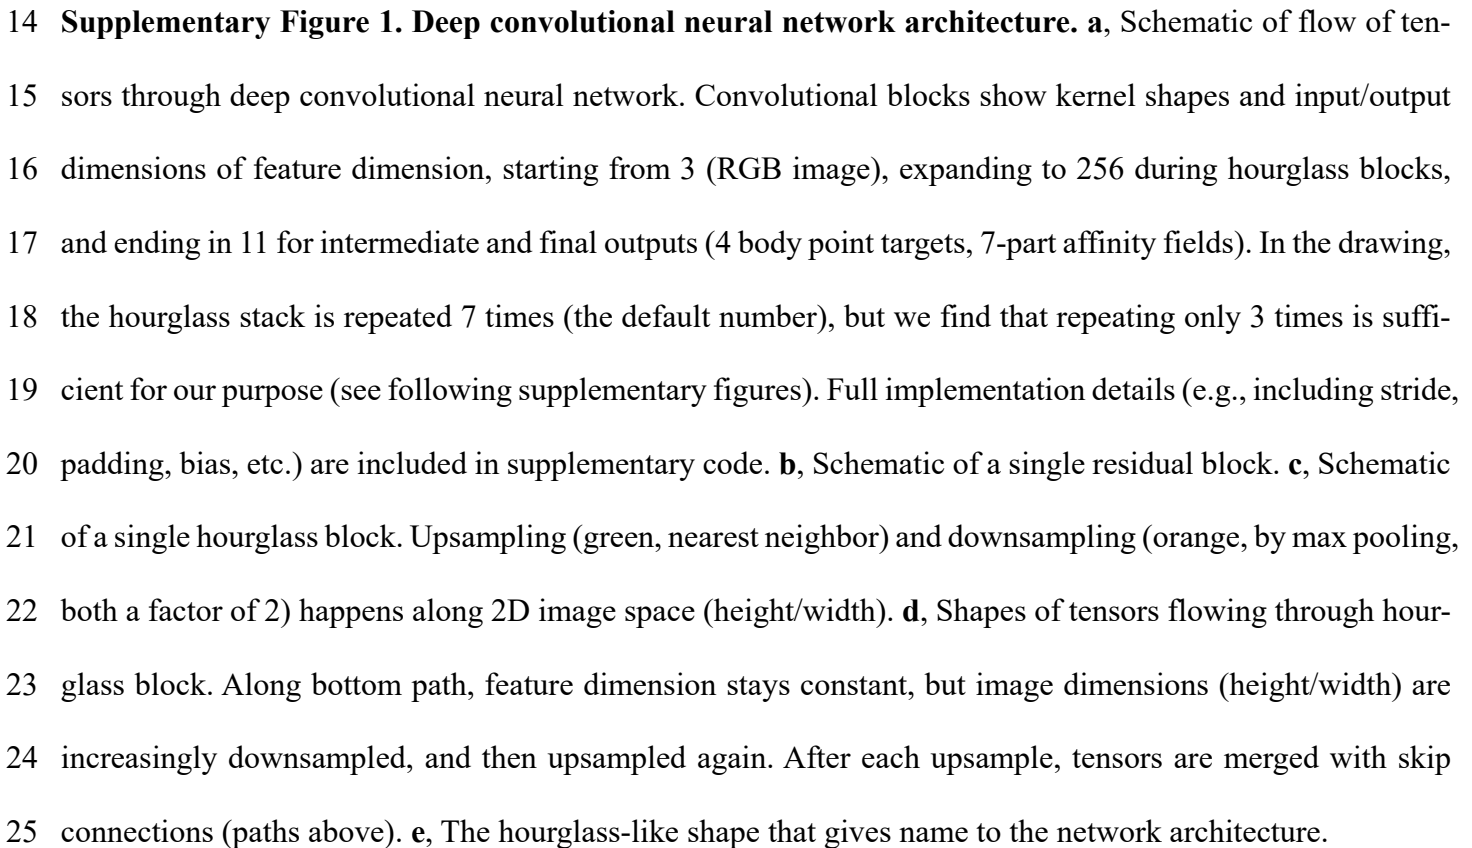 14 Supplementary Figure 1. Deep convolutional neural network architecture. a, Schematic of flow of ten-
15 sors through deep convolutional neural network. Convolutional blocks show kernel shapes and input/output
16 dimensions of feature dimension, starting from 3 (RGB image), expanding to 256 during hourglass blocks,
17 and ending in 11 for intermediate and final outputs (4 body point targets, 7-part affinity fields). In the drawing,
18 the hourglass stack is repeated 7 times (the default number), but we find that repeating only 3 times is suffi-
19 cient for our purpose (see following supplementary figures). Full implementation details (e.g., including stride,
20 padding, bias, etc.) are included in supplementary code. b, Schematic of a single residual block. c, Schematic
21 of a single hourglass block. Upsampling (green, nearest neighbor) and downsampling (orange, by max pooling,
22 both a factor of 2) happens along 2D image space (height/width). d, Shapes of tensors flowing through hour-
23 glass block. Along bottom path, feature dimension stays constant, but image dimensions (height/width) are
24 increasingly downsampled, and then upsampled again. After each upsample, tensors are merged with skip
25 connections (paths above). e, The hourglass-like shape that gives name to the network architecture.